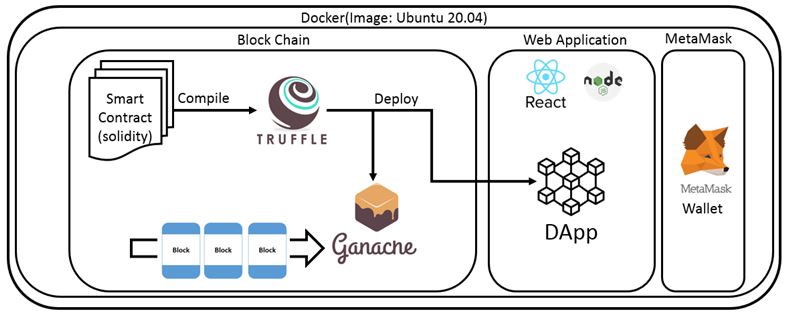 Docker(Image: Ubuntu 20.04)
Block Chain
Web Application
MetaMask
Smart
Contract
(solidity)
Compile
TRUFFLE
Deploy
React
node
JS
DApp
Ganache
Block
Block
Block
MetaMask
Wallet